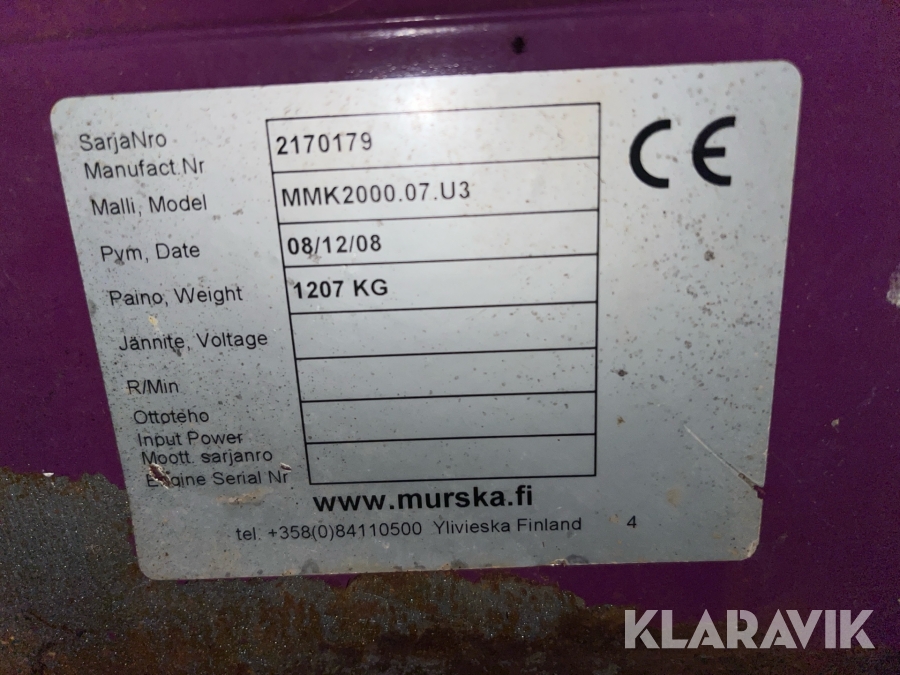 SarjaNro
Manufact.Nr
2170179
Malli, Model
MMK2000.07.U3
Pvm, Date
08/12/08
Paino, Weight
1207 KG
Jännite, Voltage
R/Min
Ottoteho
Input Power
Moott. sarjanro
Engine Serial Nr
CE
www.murska.fi
tel. +358(0)84110500 Ylivieska Finland 4
KLARAVIK